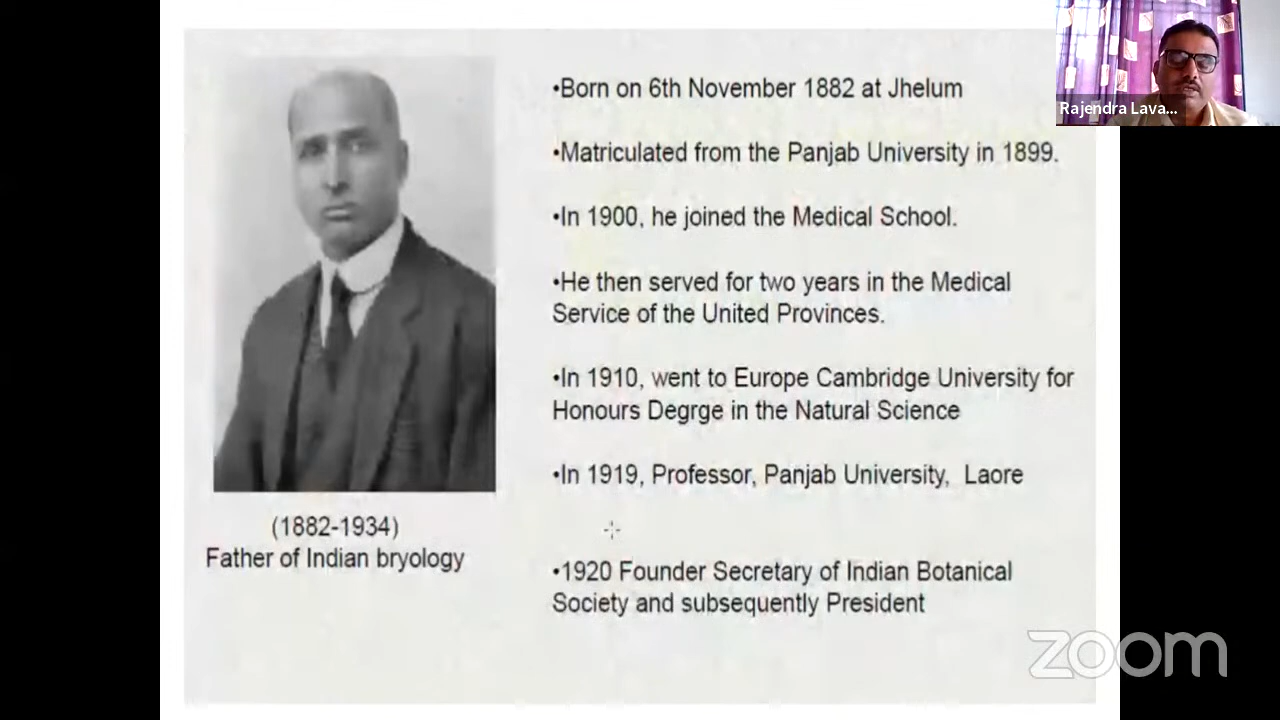 •Born on 6th November 1882 at Jhelum
•Matriculated from the Panjab University in 1899.
•In 1900, he joined the Medical School.
•He then served for two years in the Medical
Service of the United Provinces.
•In 1910, went to Europe Cambridge University for
Honours Degrge in the Natural Science
•In 1919, Professor, Panjab University, Laore
•1920 Founder Secretary of Indian Botanical
Society and subsequently President
(1882-1934)
Father of Indian bryology
Rajendra Lava...
zoom